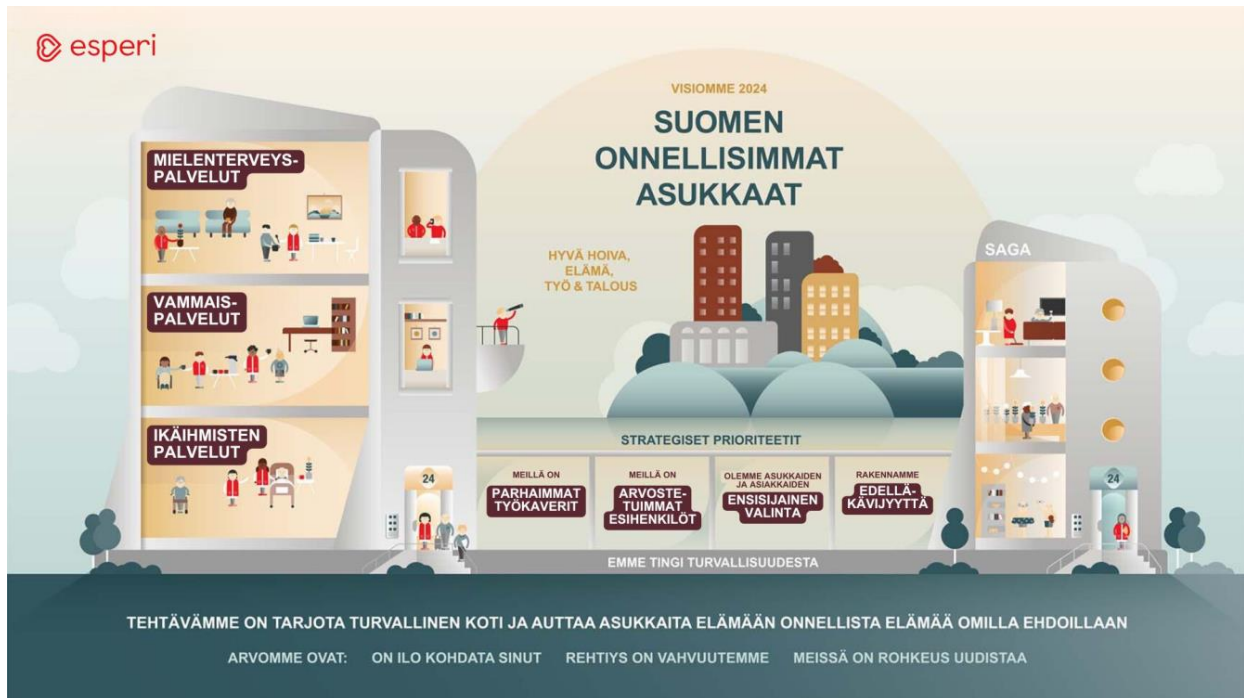 esperi
VISIOMME 2024
SUOMEN
ONNELLISIMMAT
ASUKKAAT
HYVÄ HOIVA,
ELÄMÄ,
TYÖ & TALOUS
MIELENTERVEYS-
PALVELUT
VAMMAIS-
PALVELUT
IKÄIHMISTEN
PALVELUT
24
SAGA
24
STRATEGISET PRIORITEETIT
MEILLÄ ON
PARHAIMMAT
TYÖKAVERIT
MEILLÄ ON
ARVOSTE-
TUIMMAT
ESIHENKILÖT
OLEMME ASUKKAIDEN
JA ASIAKKAIDEN
ENSISIJAINEN
VALINTA
RAKENNAMME
EDELLÄ-
KÄVIJYYTTÄ
EMME TINGI TURVALLISUUDESTA
TEHTÄVÄMME ON TARJOTA TURVALLINEN KOTI JA AUTTAA ASUKKAITA ELÄMÄÄN ONNELLISTA ELÄMÄÄ OMILLA EHDOILLAAN
ARVOMME OVAT: ON ILO KOHDATA SINUT REHTIYS ON VAHVUUTEMME MEISSÄ ON ROHKEUS UUDISTAA